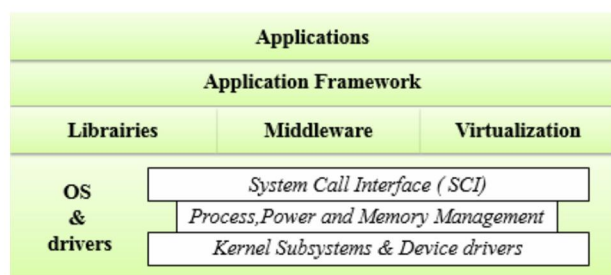 Applications
Application Framework
Librairies Middleware Virtualization
OS
&
drivers
System Call Interface ( SCI)
Process,Power and Memory Management
Kernel Subsystems & Device drivers